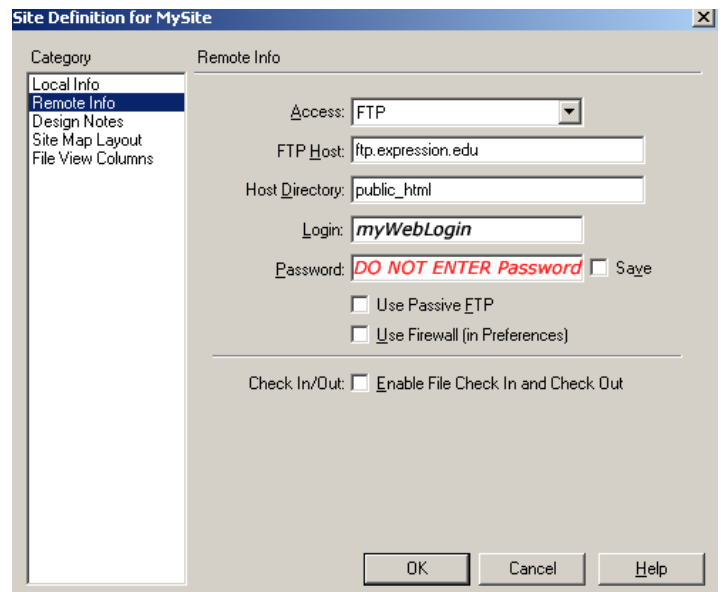 Site Definition for MySite
Category
Local Info
Remote Info
Design Notes
Site Map Layout
File View Columns
Remote Info
Access: FTP
FTP Host: ftp.expression.edu
Host Directory: public_html
Login: myWebLogin
Password: DO NOT ENTER Password Save
Use Passive FTP
Use Firewall (in Preferences)
Check In/Out: Enable File Check In and Check Out
OK Cancel Help